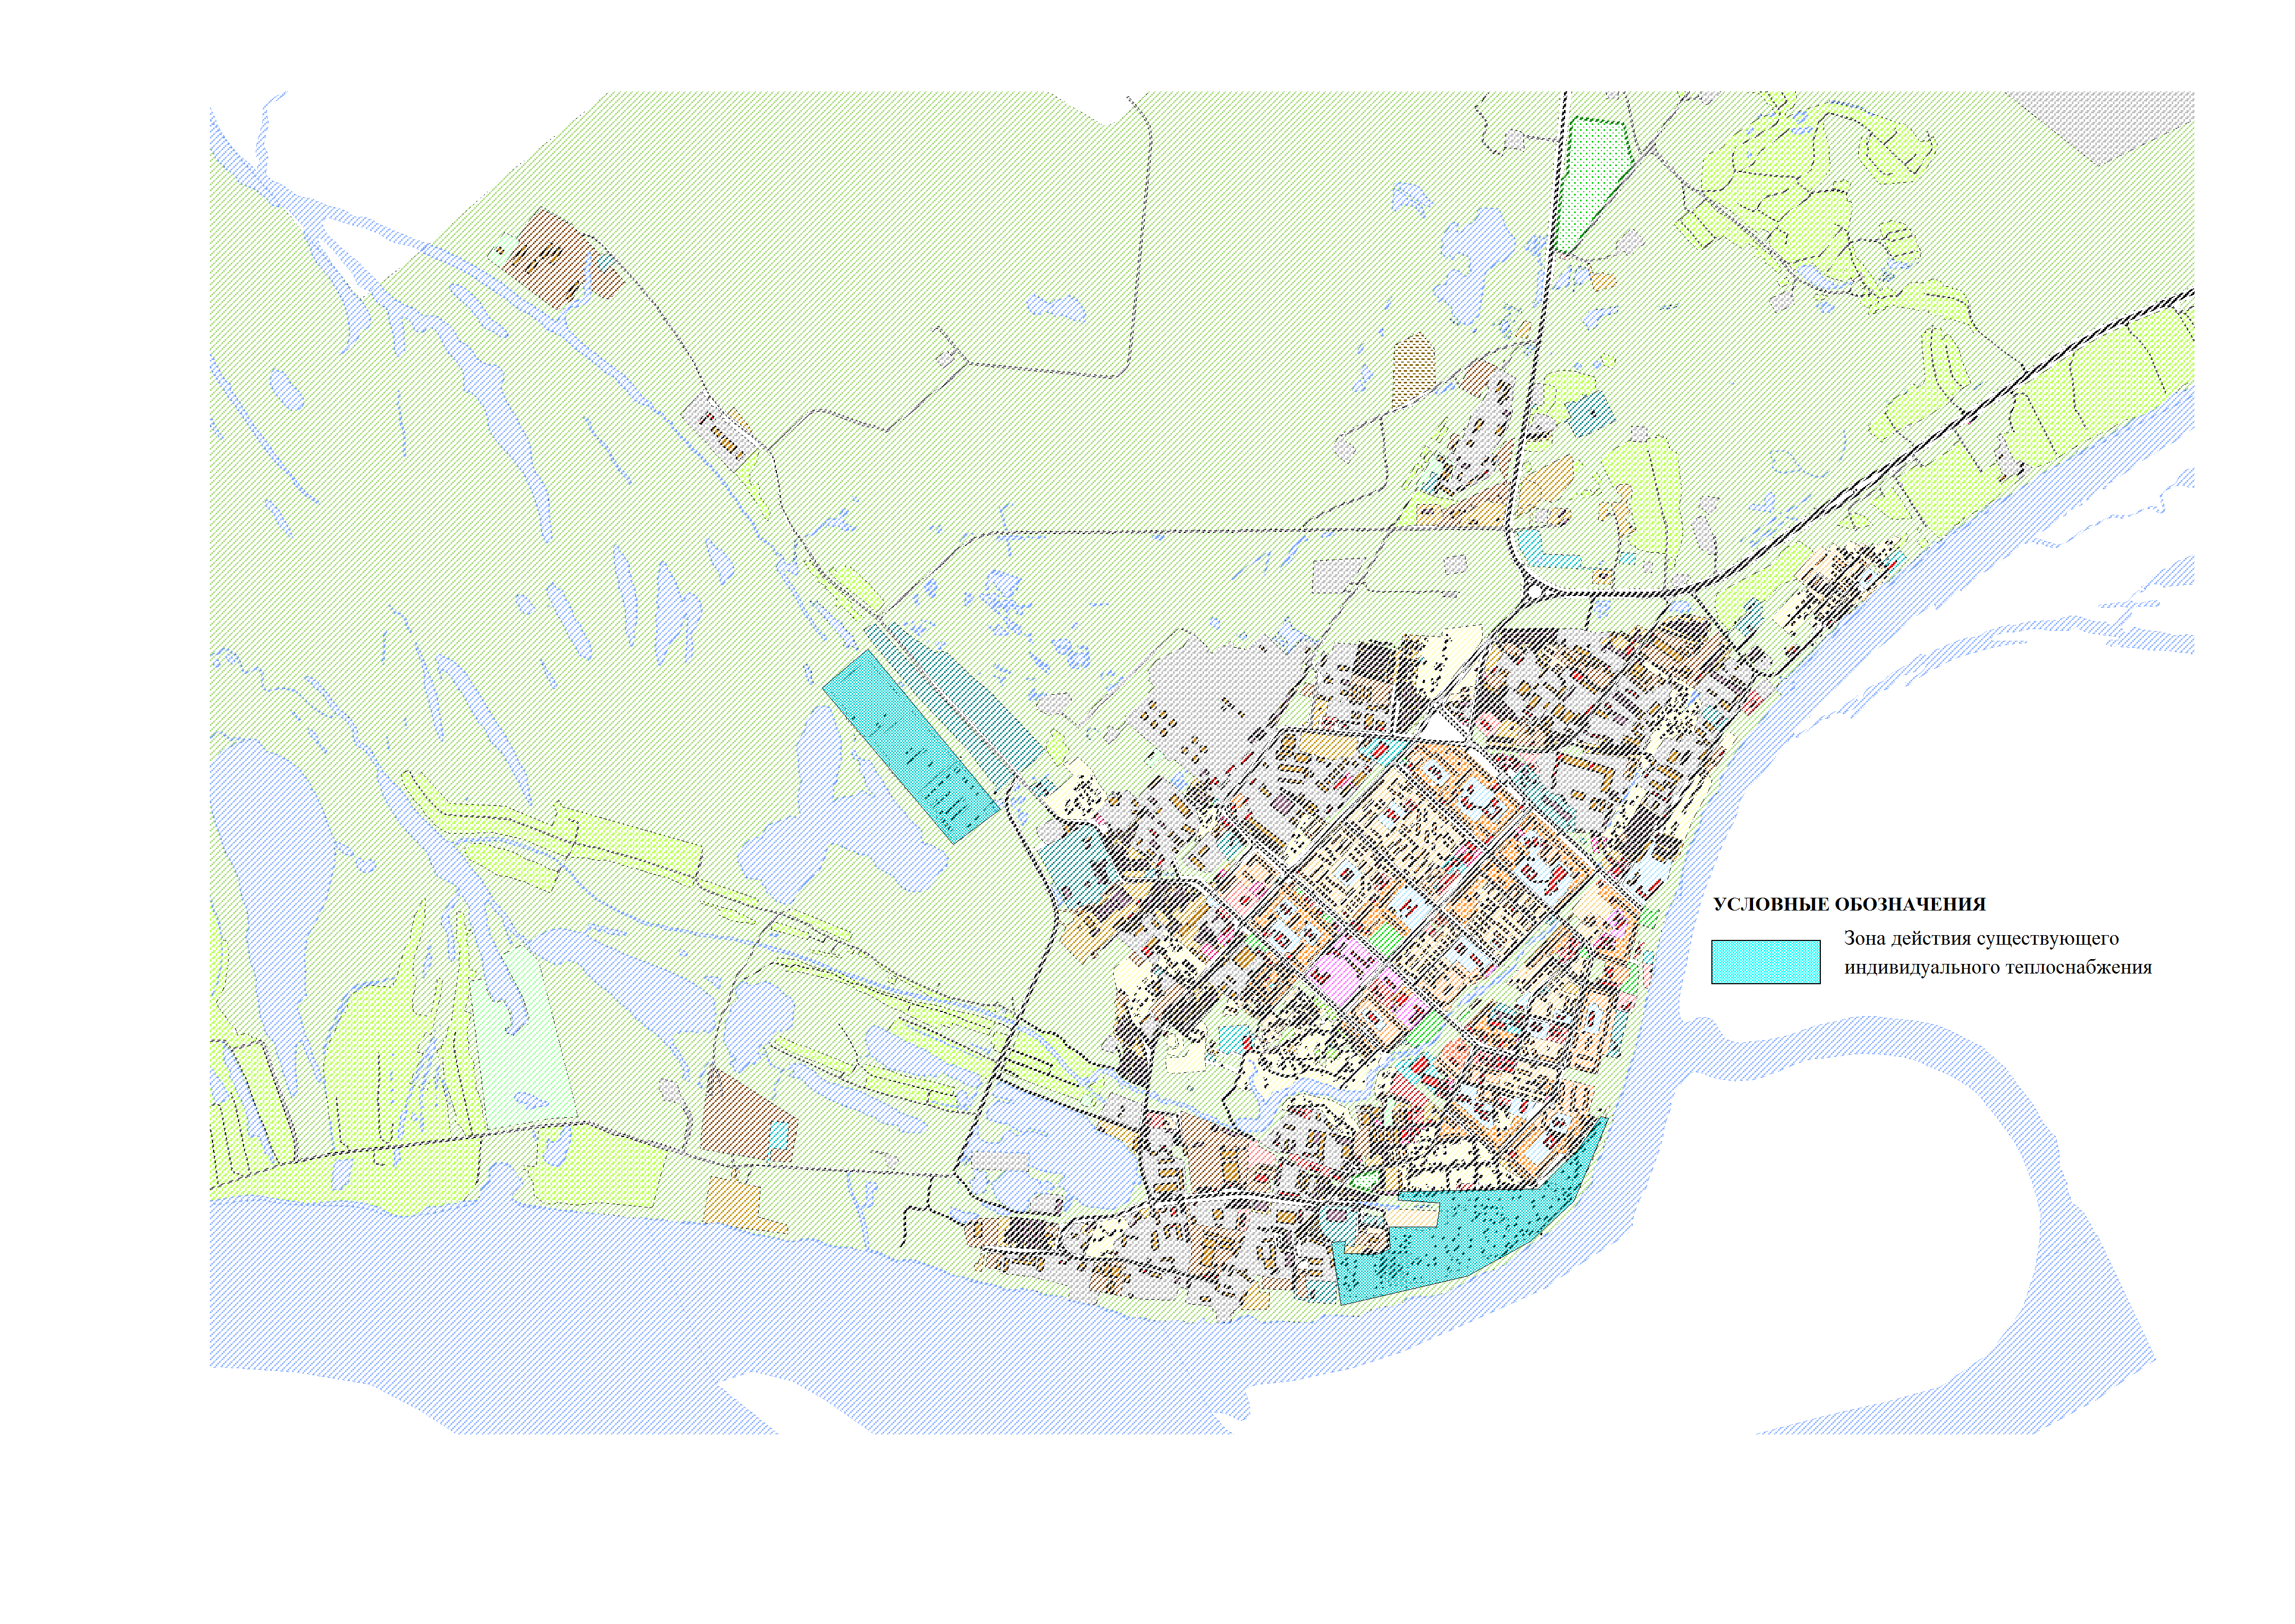 УСЛОВНЫЕ ОБОЗНАЧЕНИЯ
Зона действия существующего
индивидуального теплоснабжения